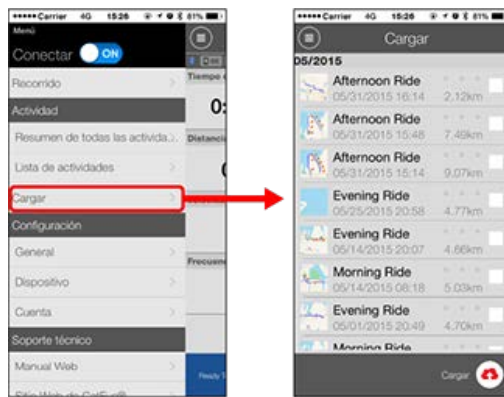 Carrier 4G 15:26 81%
Menú
Conectar ON
Recorrido
Actividad
Resumen de todas las activida...
Lista de actividades
Cargar
Configuración
General
Dispositivo
Cuenta
Soporte técnico
Manual Web
Tiempo
0:
Distancia
Frecuen
Ready T
Carrier 4G 15:26 81%
Cargar
05/2015
Afternoon Ride
05/31/2015 16:14 2.12km
Afternoon Ride
05/31/2015 15:48 7.49km
Afternoon Ride
05/31/2015 15:14 9.07km
Evening Ride
05/25/2015 20:58 4.77km
Evening Ride
05/14/2015 20:07 4.66km
Morning Ride
05/14/2015 08:18 5.03km
Evening Ride
05/01/2015 20:49 4.70km
Morning Ride
Cargar